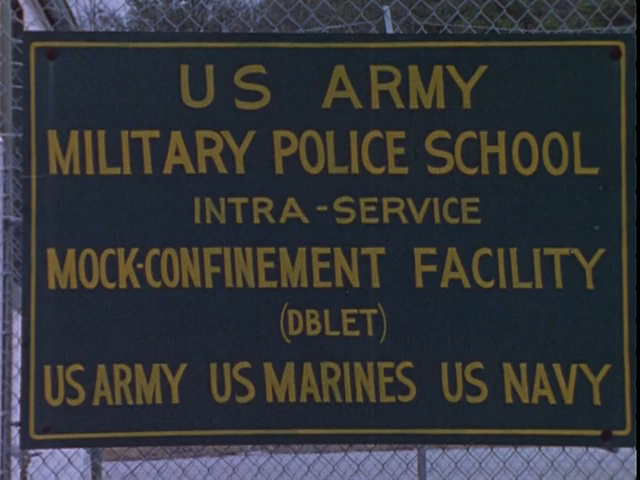 US ARMY
MILITARY POLICE SCHOOL
INTRA-SERVICE
MOCK-CONFINEMENT FACILITY
(DBLET)
US ARMY US MARINES US NAVY